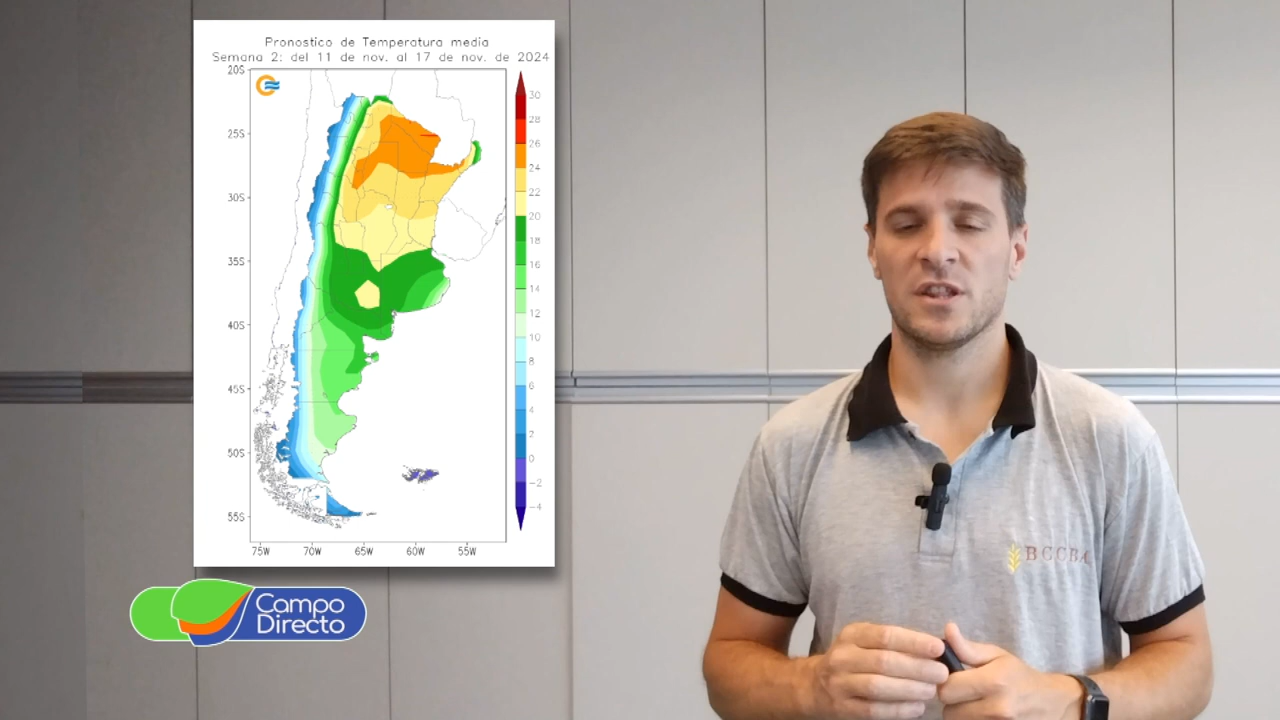 Pronostico de Temperatura media
Semana 2: del 11 de nov. al 17 de nov. de 2024
20S
25S
30S
35S
40S
45S
50S
55S
75W
70W
65W
60W
55W
30
28
26
24
22
20
18
16
14
12
10
8
6
4
2
0
−2
−4
Campo
Directo
BCCBA